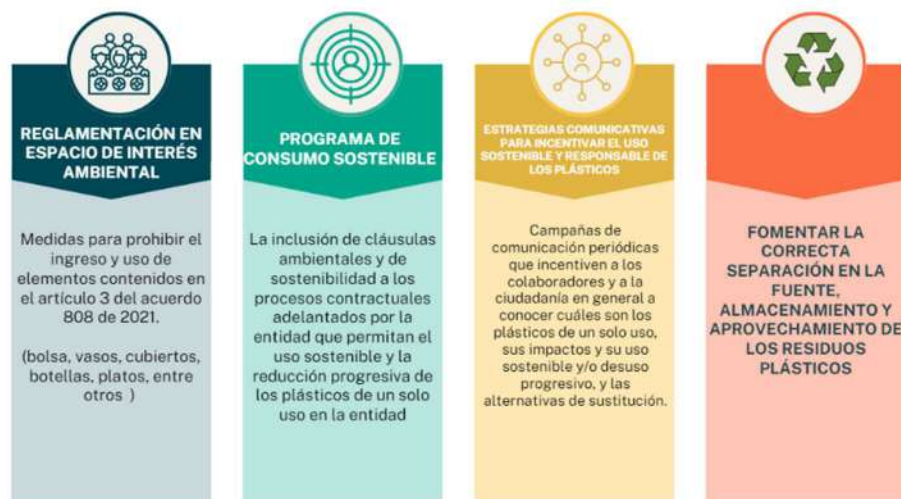 REGLAMENTACIÓN EN
ESPACIO DE INTERÉS
AMBIENTAL
Medidas para prohibir el
ingreso y uso de
elementos contenidos en
el artículo 3 del acuerdo
808 de 2021.
(bolsa, vasos, cubiertos,
botellas, platos, entre
otros )
PROGRAMA DE
CONSUMO SOSTENIBLE
La inclusión de cláusulas
ambientales y de
sostenibilidad a los
procesos contractuales
adelantados por la
entidad que permitan el
uso sostenible y la
reducción progresiva de
los plásticos de un solo
uso en la entidad
ESTRATEGIAS COMUNICATIVAS
PARA INCENTIVAR EL USO
SOSTENIBLE Y RESPONSABLE DE
LOS PLÁSTICOS
Campañas de
comunicación periódicas
que incentiven a los
colaboradores y a la
ciudadanía en general a
conocer cuáles son los
plásticos de un solo uso,
sus impactos y su uso
sostenible y/o desuso
progresivo, y las
alternativas de sustitución.
FOMENTAR LA
CORRECTA
SEPARACIÓN EN LA
FUENTE,
ALMACENAMIENTO Y
APROVECHAMIENTO DE
LOS RESIDUOS
PLÁSTICOS